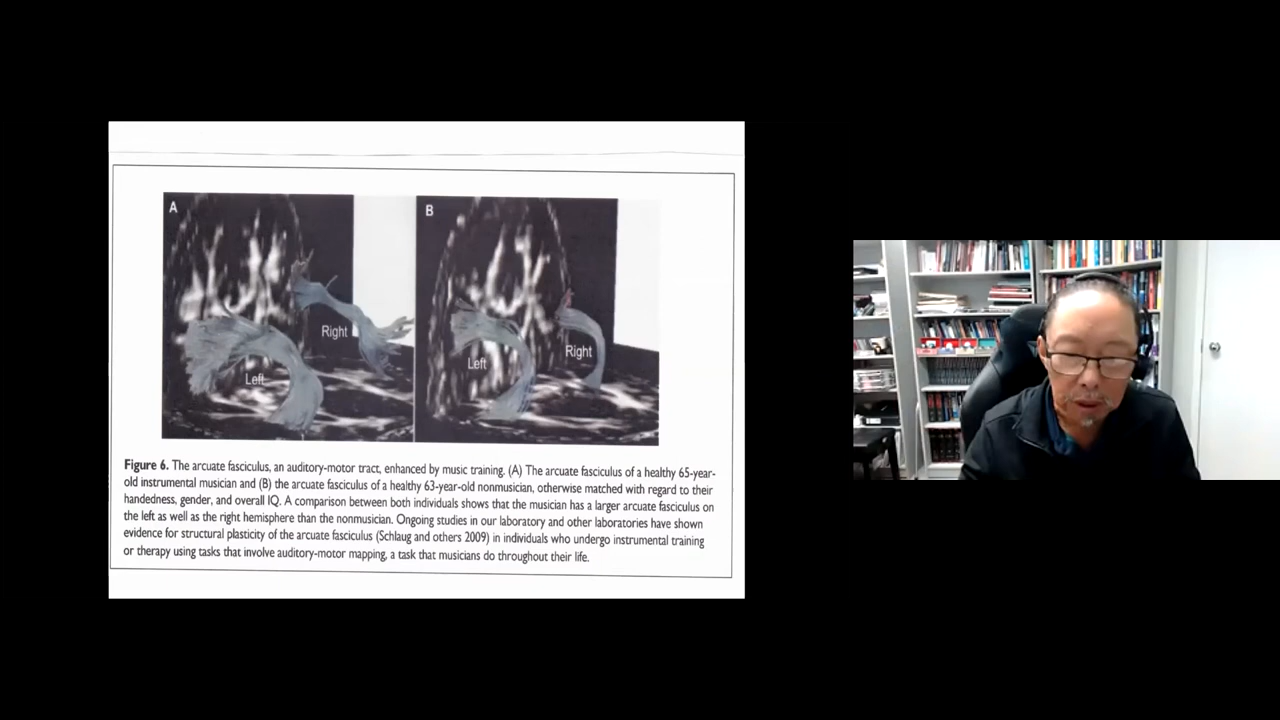 A
B
Right
Left
Left
Right
Figure 6. The arcuate fasciculus, an auditory-motor tract, enhanced by music training. (A) The arcuate fasciculus of a healthy 65-year-
old instrumental musician and (B) the arcuate fasciculus of a healthy 63-year-old nonmusician, otherwise matched with regard to their
handedness, gender, and overall IQ. A comparison between both individuals shows that the musician has a larger arcuate fasciculus on
the left as well as the right hemisphere than the nonmusician. Ongoing studies in our laboratory and other laboratories have shown
evidence for structural plasticity of the arcuate fasciculus (Schlaug and others 2009) in individuals who undergo instrumental training
or therapy using tasks that involve auditory-motor mapping, a task that musicians do throughout their life.